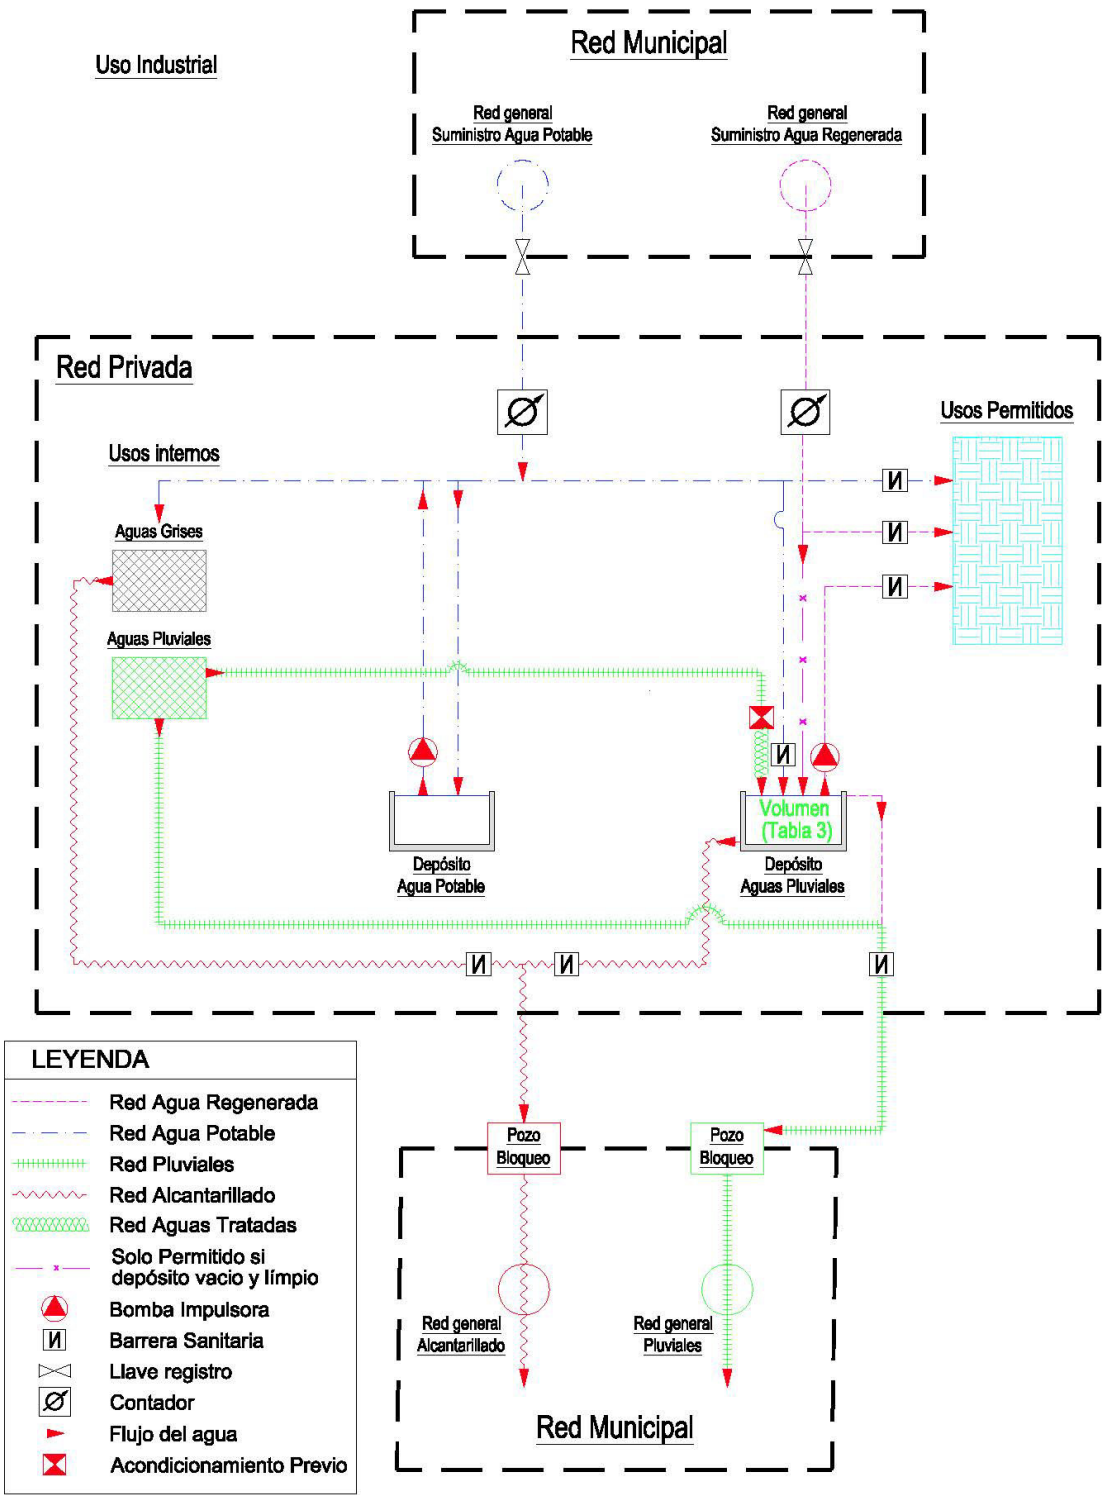 Uso Industrial
Red Municipal
Red general
Suministro Agua Potable
Red general
Suministro Agua Regenerada
Red Privada
Usos Permitidos
Usos internos
Aguas Grises
Aguas Pluviales
Volumen
(Tabla 3)
Depósito
Agua Potable
Depósito
Aguas Pluviales
LEYENDA
Red Agua Regenerada
Red Agua Potable
Red Pluviales
Red Alcantarillado
Red Aguas Tratadas
Solo Permitido si
depósito vacio y límpio
Bomba Impulsora
Barrera Sanitaria
Llave registro
Contador
Flujo del agua
Acondicionamiento Previo
Pozo
Bloqueo
Pozo
Bloqueo
Red general
Alcantarillado
Red general
Pluviales
Red Municipal